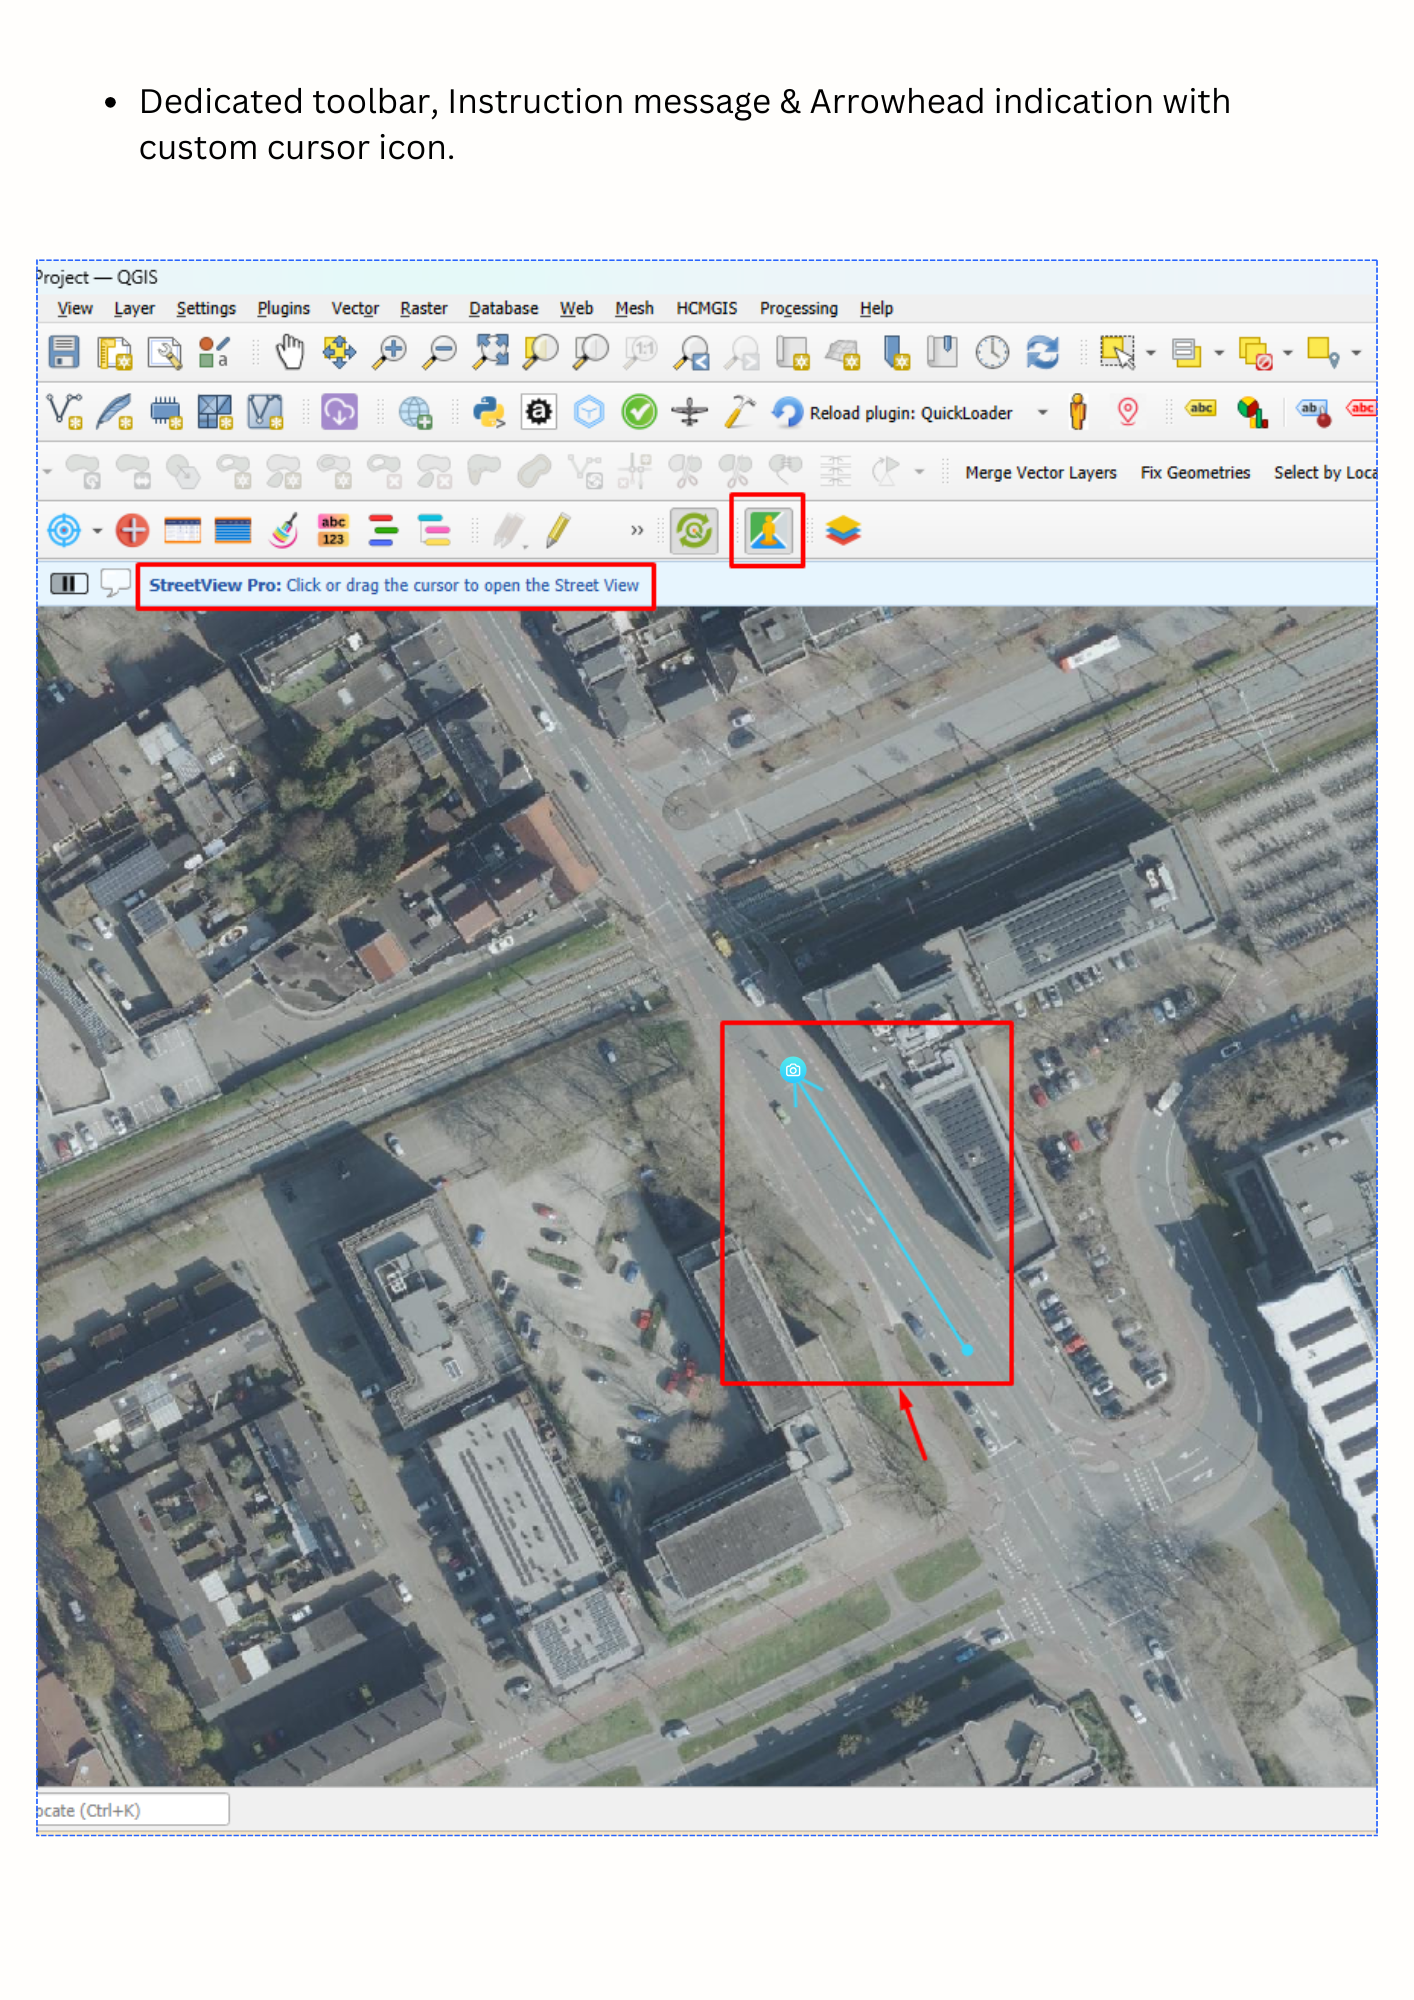 • Dedicated toolbar, Instruction message & Arrowhead indication with
custom cursor icon.
Project — QGIS
View Layer Settings Plugins Vector Raster Database Web Mesh HCMGIS Processing Help
a 1:1
a Reload plugin: QuickLoader abc ab abc
Merge Vector Layers Fix Geometries Select by Loca
abc
123 »
StreetView Pro: Click or drag the cursor to open the Street View
ocate (Ctrl+K)